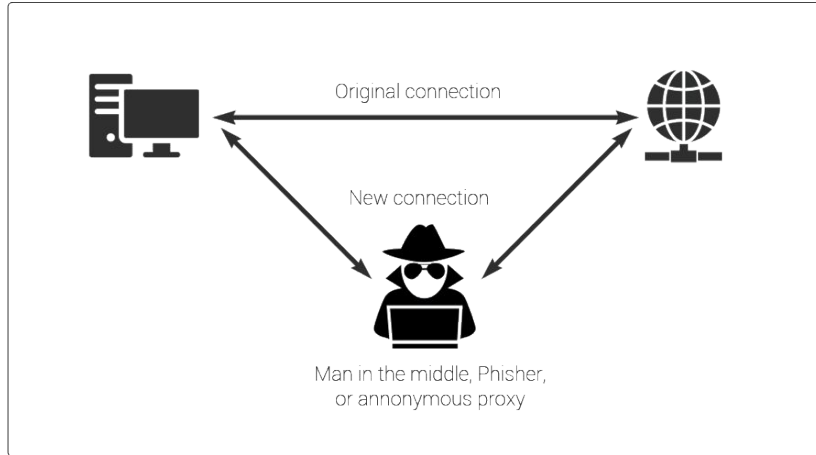 Original connection
New connection
Man in the middle, Phisher,
or annonymous proxy